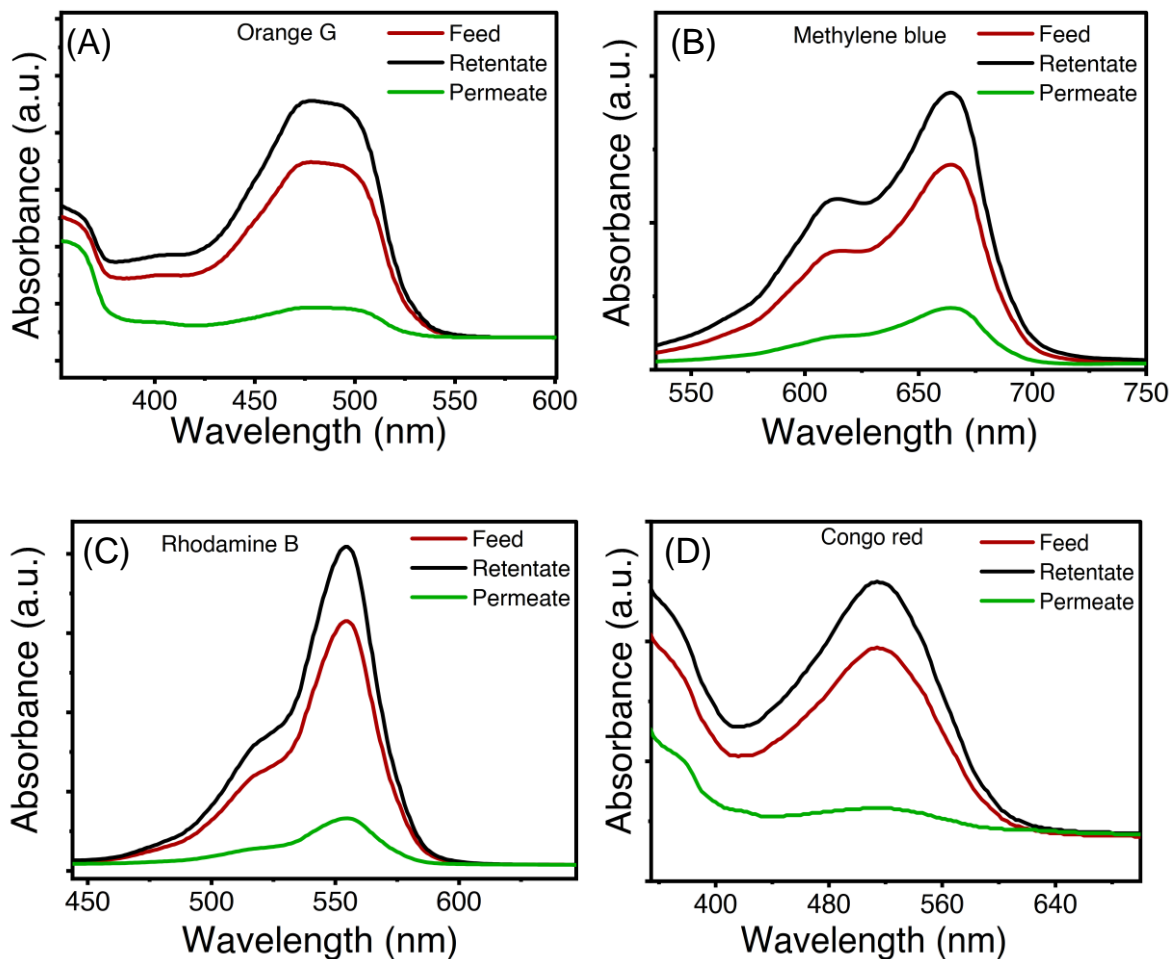 (A)
Orange G
Feed
Retentate
Permeate
Absorbance (a.u.)
400 450 500 550 600
Wavelength (nm)
(B)
Methylene blue
Feed
Retentate
Permeate
Absorbance (a.u.)
550 600 650 700 750
Wavelength (nm)
(C)
Rhodamine B
Feed
Retentate
Permeate
Absorbance (a.u.)
450 500 550 600
Wavelength (nm)
(D)
Congo red
Feed
Retentate
Permeate
Absorbance (a.u.)
400 480 560 640
Wavelength (nm)